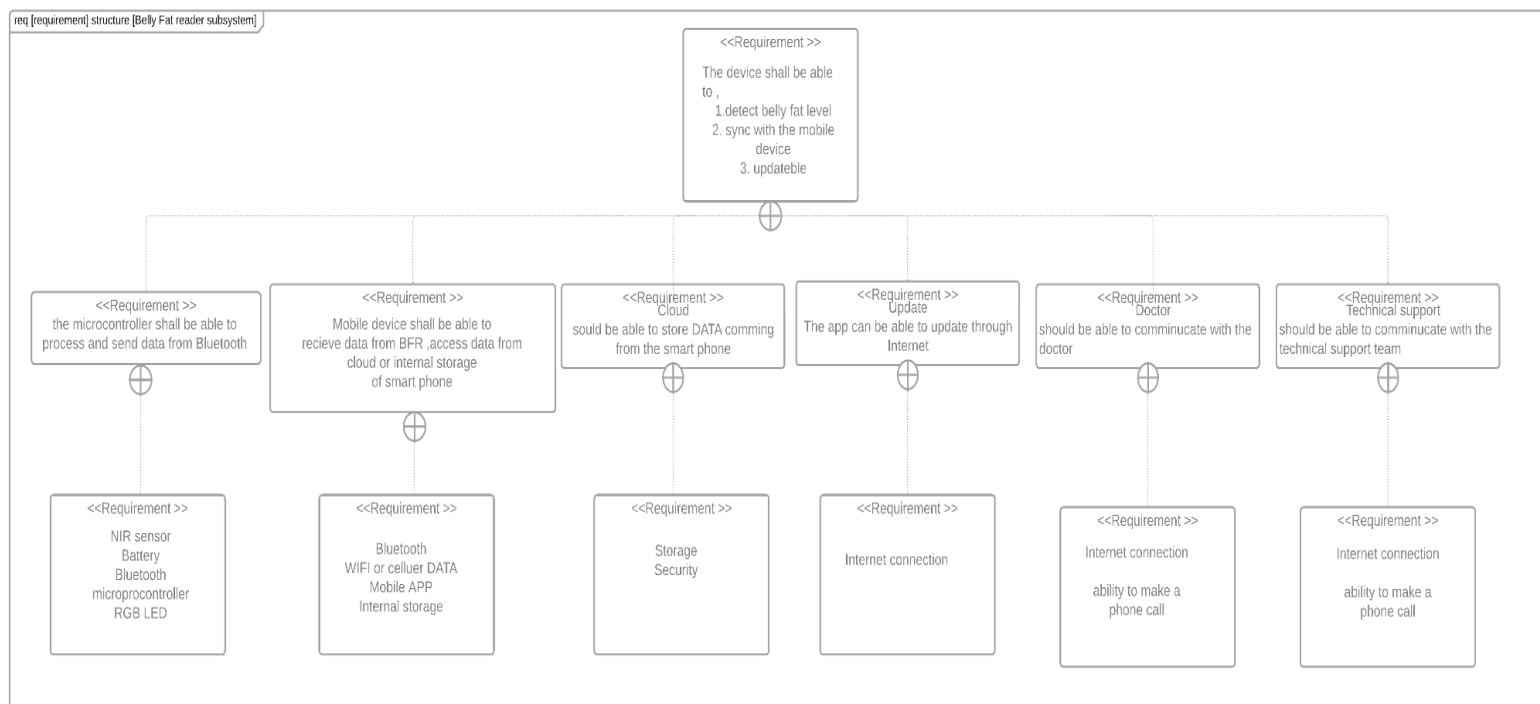 req [requirement] structure [Belly Fat reader subsystem]
<<Requirement >>
The device shall be able
to ,
1.detect belly fat level
2. sync with the mobile
device
3. updateble
<<Requirement >>
the microcontroller shall be able to
process and send data from Bluetooth
<<Requirement >>
Mobile device shall be able to
recieve data from BFR ,access data from
cloud or internal storage
of smart phone
<<Requirement >>
Cloud
sould be able to store DATA comming
from the smart phone
<<Requirement >>
Update
The app can be able to update through
Internet
<<Requirement >>
Doctor
should be able to comminucate with the
doctor
<<Requirement >>
Technical support
should be able to comminucate with the
technical support team
<<Requirement >>
NIR sensor
Battery
Bluetooth
microprocontroller
RGB LED
<<Requirement >>
Bluetooth
WIFI or celluer DATA
Mobile APP
Internal storage
<<Requirement >>
Storage
Security
<<Requirement >>
Internet connection
<<Requirement >>
Internet connection
ability to make a
phone call
<<Requirement >>
Internet connection
ability to make a
phone call